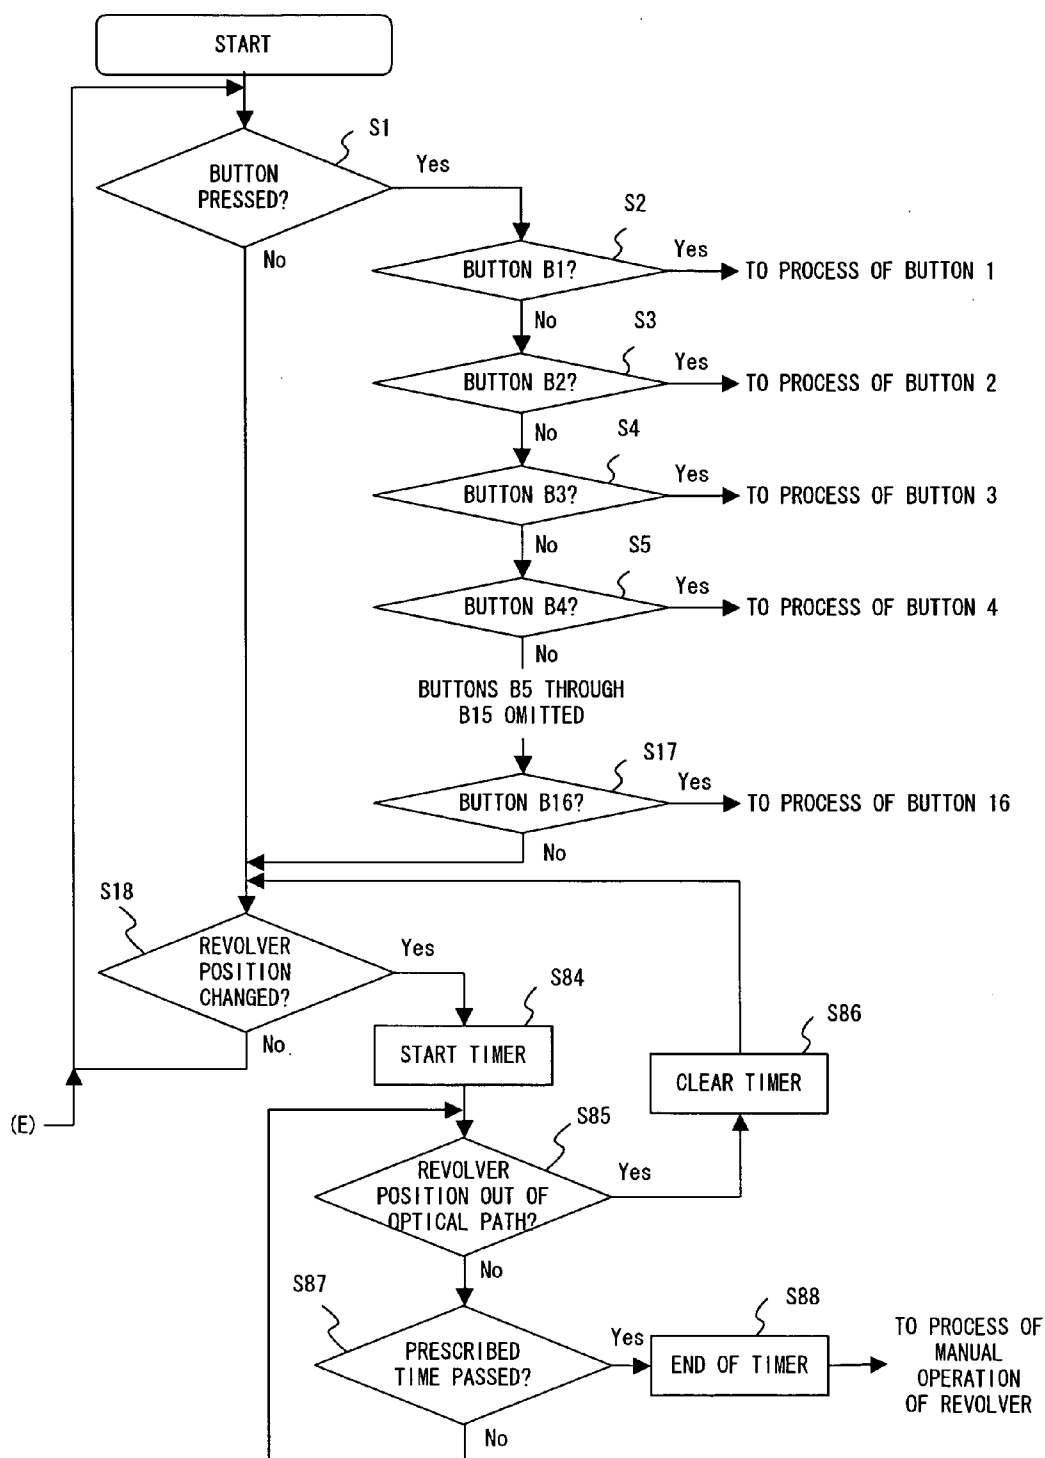 START
S1
BUTTON
PRESSED?
Yes
No
S2
BUTTON B1?
Yes
TO PROCESS OF BUTTON 1
No
S3
BUTTON B2?
Yes
TO PROCESS OF BUTTON 2
No
S4
BUTTON B3?
Yes
TO PROCESS OF BUTTON 3
No
S5
BUTTON B4?
Yes
TO PROCESS OF BUTTON 4
No
BUTTONS B5 THROUGH
B15 OMITTED
S17
BUTTON B16?
Yes
TO PROCESS OF BUTTON 16
No
S18
REVOLVER
POSITION
CHANGED?
Yes
No
S84
START TIMER
S86
CLEAR TIMER
(E)
S85
REVOLVER
POSITION OUT OF
OPTICAL PATH?
Yes
No
S87
PRESCRIBED
TIME PASSED?
Yes
No
S88
END OF TIMER
TO PROCESS OF
MANUAL
OPERATION
OF REVOLVER